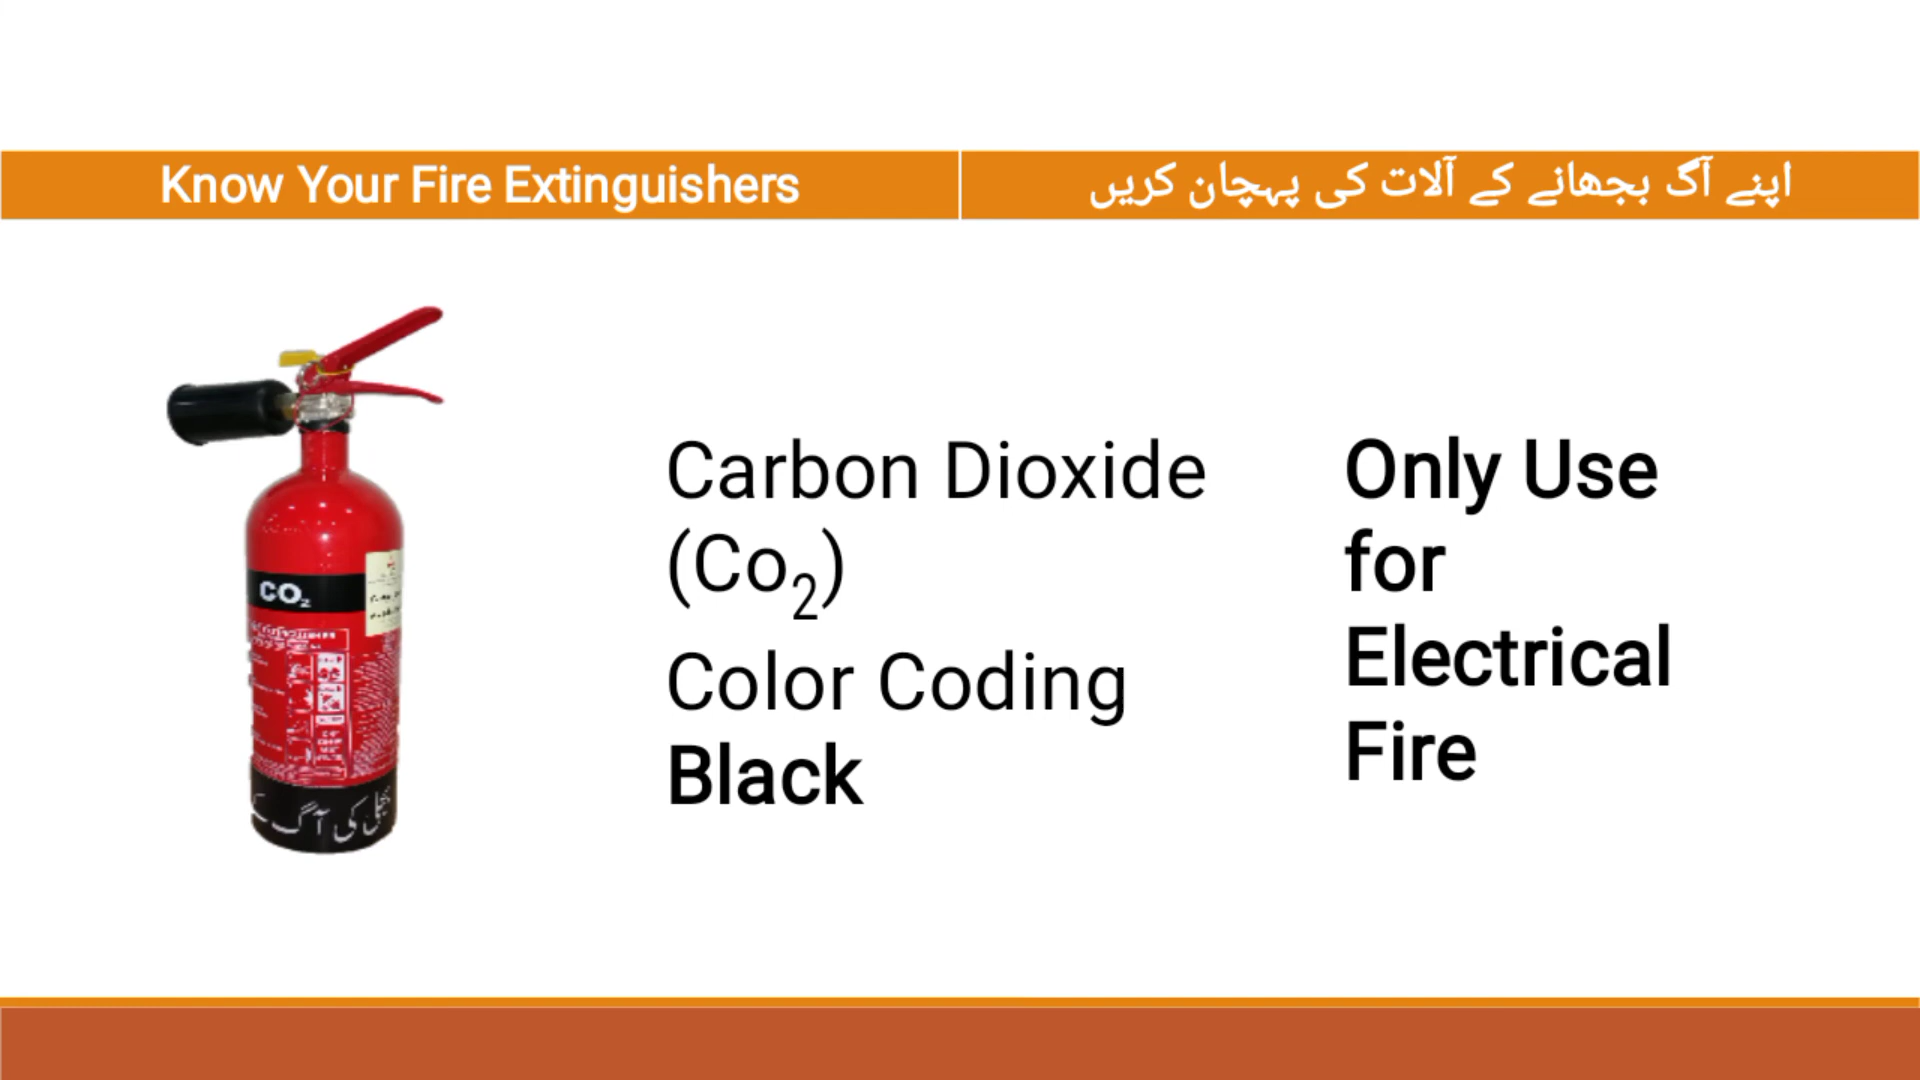 Know Your Fire Extinguishers
اپنے آگ بجھانے کے آلات کی پہچان کریں
Carbon Dioxide
(Co₂)
Color Coding
Black
Only Use
for
Electrical
Fire
CO₂
بجلی کی آگ کے